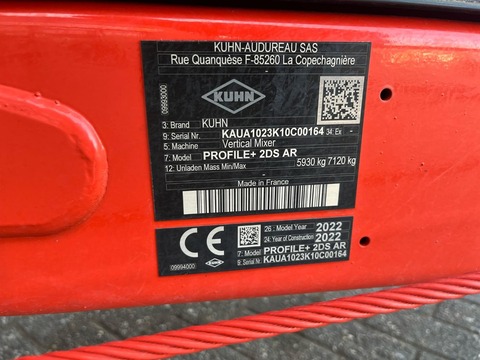 KUHN-AUDUREAU SAS
Rue Quanquèse F-85260 La Copechagnière
09993000
KUHN
3: Brand KUHN
9: Serial Nr. KAUA1023K10C00164 34: Ex -
5: Machine Vertical Mixer
7: Model PROFILE+ 2DS AR
12: Unladen Mass Min/Max 5930 kg 7120 kg
Made in France
CE
26 : Model Year 2022
24: Year of Construction 2022
7: Model PROFILE+ 2DS AR
9: Serial Nr. KAUA1023K10C00164
09994000
KUHN